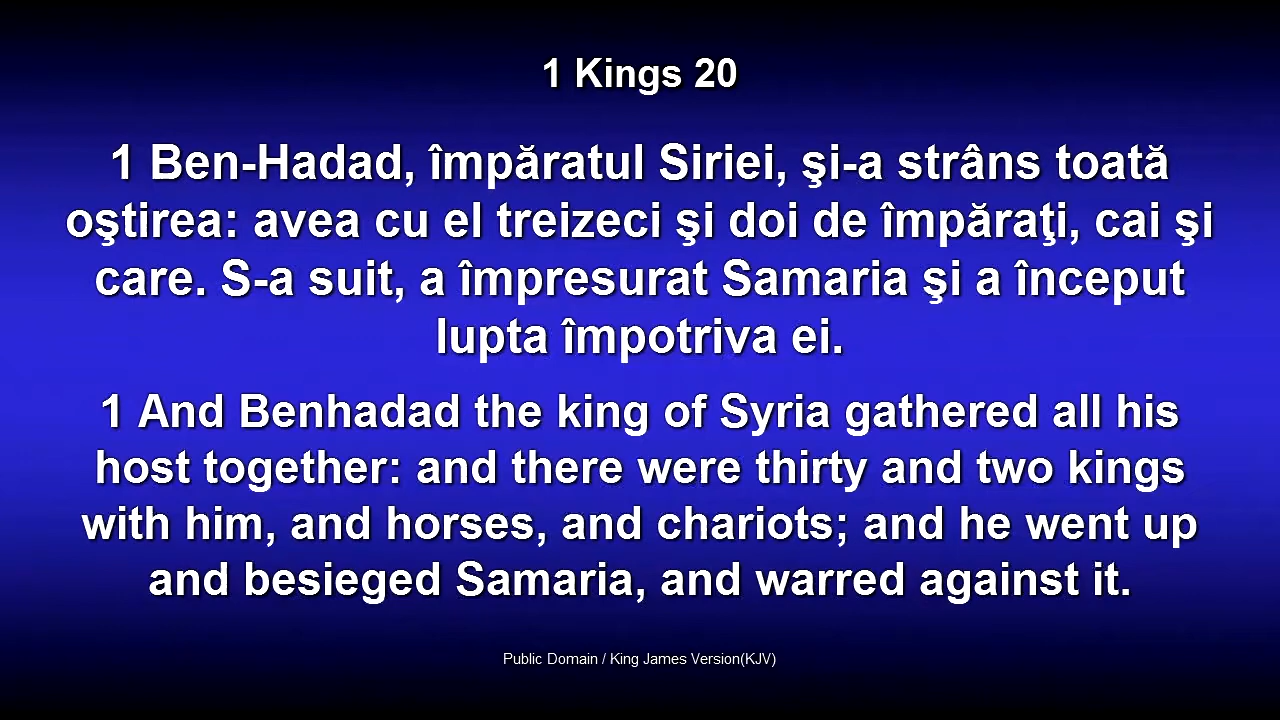 1 Kings 20
1 Ben-Hadad, împăratul Siriei, şi-a strâns toată
oştirea: avea cu el treizeci şi doi de împăraţi, cai şi
care. S-a suit, a împresurat Samaria şi a început
lupta împotriva ei.
1 And Benhadad the king of Syria gathered all his
host together: and there were thirty and two kings
with him, and horses, and chariots; and he went up
and besieged Samaria, and warred against it.
Public Domain / King James Version(KJV)